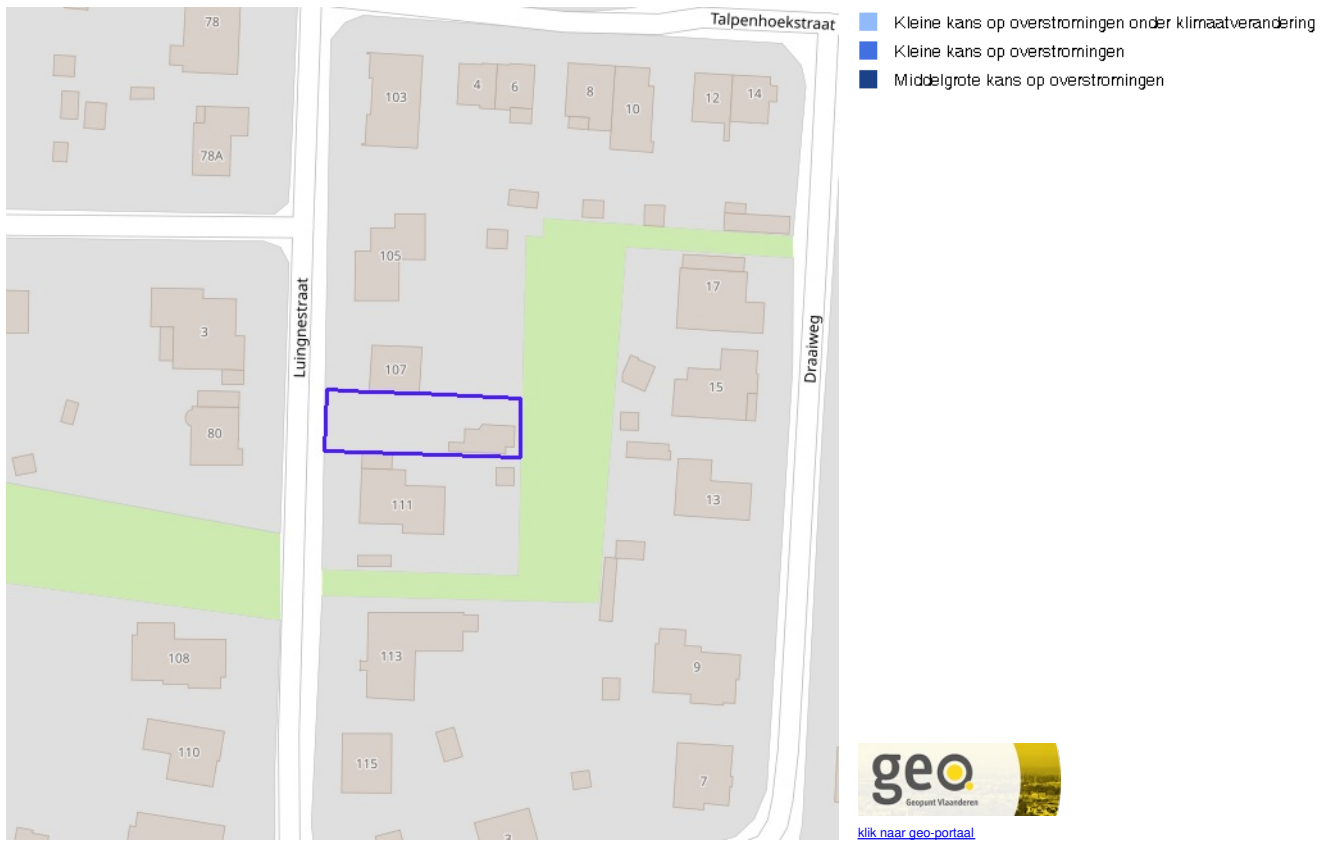 Talpenhoekstraat
78
103
4
6
8
10
12
14
78A
105
17
Luingnestraat
3
Draaiweg
107
15
80
111
13
108
113
9
110
115
7
3
Kleine kans op overstromingen onder klimaatverandering
Kleine kans op overstromingen
Middelgrote kans op overstromingen
geo.
Geopunt Vlaanderen
klik naar geo-portaal